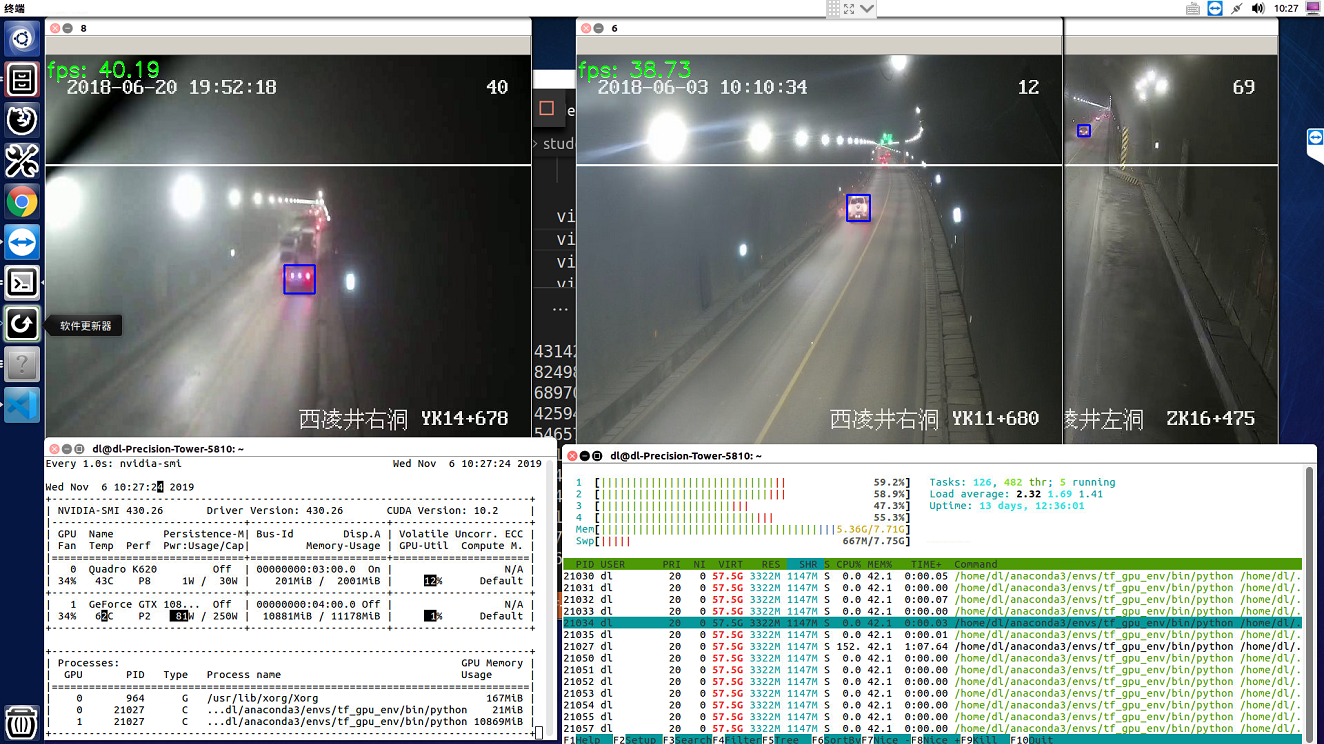 终端
10:27
8
fps: 40.19
2018-06-20 19:52:18
40
西凌井右洞 YK14+678
6
fps: 38.73
2018-06-03 10:10:34
12
西凌井右洞 YK11+680
69
凌井左洞 ZK16+475
stud
vi
vi
vi
...
43142
82498
68970
42594
54657
软件更新器
dl@dl-Precision-Tower-5810: ~
Every 1.0s: nvidia-smi Wed Nov 6 10:27:24 2019
Wed Nov 6 10:27:24 2019
NVIDIA-SMI 430.26 Driver Version: 430.26 CUDA Version: 10.2
GPU Name Persistence-M| Bus-Id Disp.A | Volatile Uncorr. ECC
Fan Temp Perf Pwr:Usage/Cap| Memory-Usage | GPU-Util Compute M.
0 Quadro K620 Off | 00000000:03:00.0 On | N/A
34% 43C P8 1W / 30W | 201MiB / 2001MiB | 12% Default
1 GeForce GTX 108... Off | 00000000:04:00.0 Off | N/A
34% 62C P2 81W / 250W | 10881MiB / 11178MiB | 1% Default
Processes: GPU Memory
GPU PID Type Process name Usage
0 964 G /usr/lib/xorg/Xorg 167MiB
0 21027 C ...dl/anaconda3/envs/tf_gpu_env/bin/python 21MiB
1 21027 C ...dl/anaconda3/envs/tf_gpu_env/bin/python 10869MiB
dl@dl-Precision-Tower-5810: ~
1 [59.2%] Tasks: 126, 482 thr; 5 running
2 [58.9%] Load average: 2.32 1.69 1.41
3 [47.3%] Uptime: 13 days, 12:36:01
4 [55.3%]
Mem[5.36G/7.71G]
Swp[667M/7.75G]
PID USER PRI NI VIRT RES SHR S CPU% MEM% TIME+ Command
21030 dl 20 0 57.5G 3322M 1147M S 0.0 42.1 0:00.05 /home/dl/anaconda3/envs/tf_gpu_env/bin/python /home/dl/.
21031 dl 20 0 57.5G 3322M 1147M S 0.0 42.1 0:00.00 /home/dl/anaconda3/envs/tf_gpu_env/bin/python /home/dl/.
21032 dl 20 0 57.5G 3322M 1147M S 0.0 42.1 0:00.07 /home/dl/anaconda3/envs/tf_gpu_env/bin/python /home/dl/.
21033 dl 20 0 57.5G 3322M 1147M S 0.0 42.1 0:00.00 /home/dl/anaconda3/envs/tf_gpu_env/bin/python /home/dl/.
21034 dl 20 0 57.5G 3322M 1147M S 0.0 42.1 0:00.03 /home/dl/anaconda3/envs/tf_gpu_env/bin/python /home/dl/.
21035 dl 20 0 57.5G 3322M 1147M S 0.0 42.1 0:00.01 /home/dl/anaconda3/envs/tf_gpu_env/bin/python /home/dl/.
21027 dl 20 0 57.5G 3322M 1147M S 152. 42.1 1:07.64 /home/dl/anaconda3/envs/tf_gpu_env/bin/python /home/dl/.
21050 dl 20 0 57.5G 3322M 1147M S 0.0 42.1 0:00.00 /home/dl/anaconda3/envs/tf_gpu_env/bin/python /home/dl/.
21051 dl 20 0 57.5G 3322M 1147M S 0.0 42.1 0:00.00 /home/dl/anaconda3/envs/tf_gpu_env/bin/python /home/dl/.
21052 dl 20 0 57.5G 3322M 1147M S 0.0 42.1 0:00.00 /home/dl/anaconda3/envs/tf_gpu_env/bin/python /home/dl/.
21053 dl 20 0 57.5G 3322M 1147M S 0.0 42.1 0:00.00 /home/dl/anaconda3/envs/tf_gpu_env/bin/python /home/dl/.
21054 dl 20 0 57.5G 3322M 1147M S 0.0 42.1 0:00.00 /home/dl/anaconda3/envs/tf_gpu_env/bin/python /home/dl/.
21055 dl 20 0 57.5G 3322M 1147M S 0.0 42.1 0:00.00 /home/dl/anaconda3/envs/tf_gpu_env/bin/python /home/dl/.
21057 dl 20 0 57.5G 3322M 1147M S 0.0 42.1 0:00.00 /home/dl/anaconda3/envs/tf_gpu_env/bin/python /home/dl/.
F1Help F2Setup F3SearchF4FilterF5Tree F6SortByF7Nice -F8Nice +F9Kill F10Quit